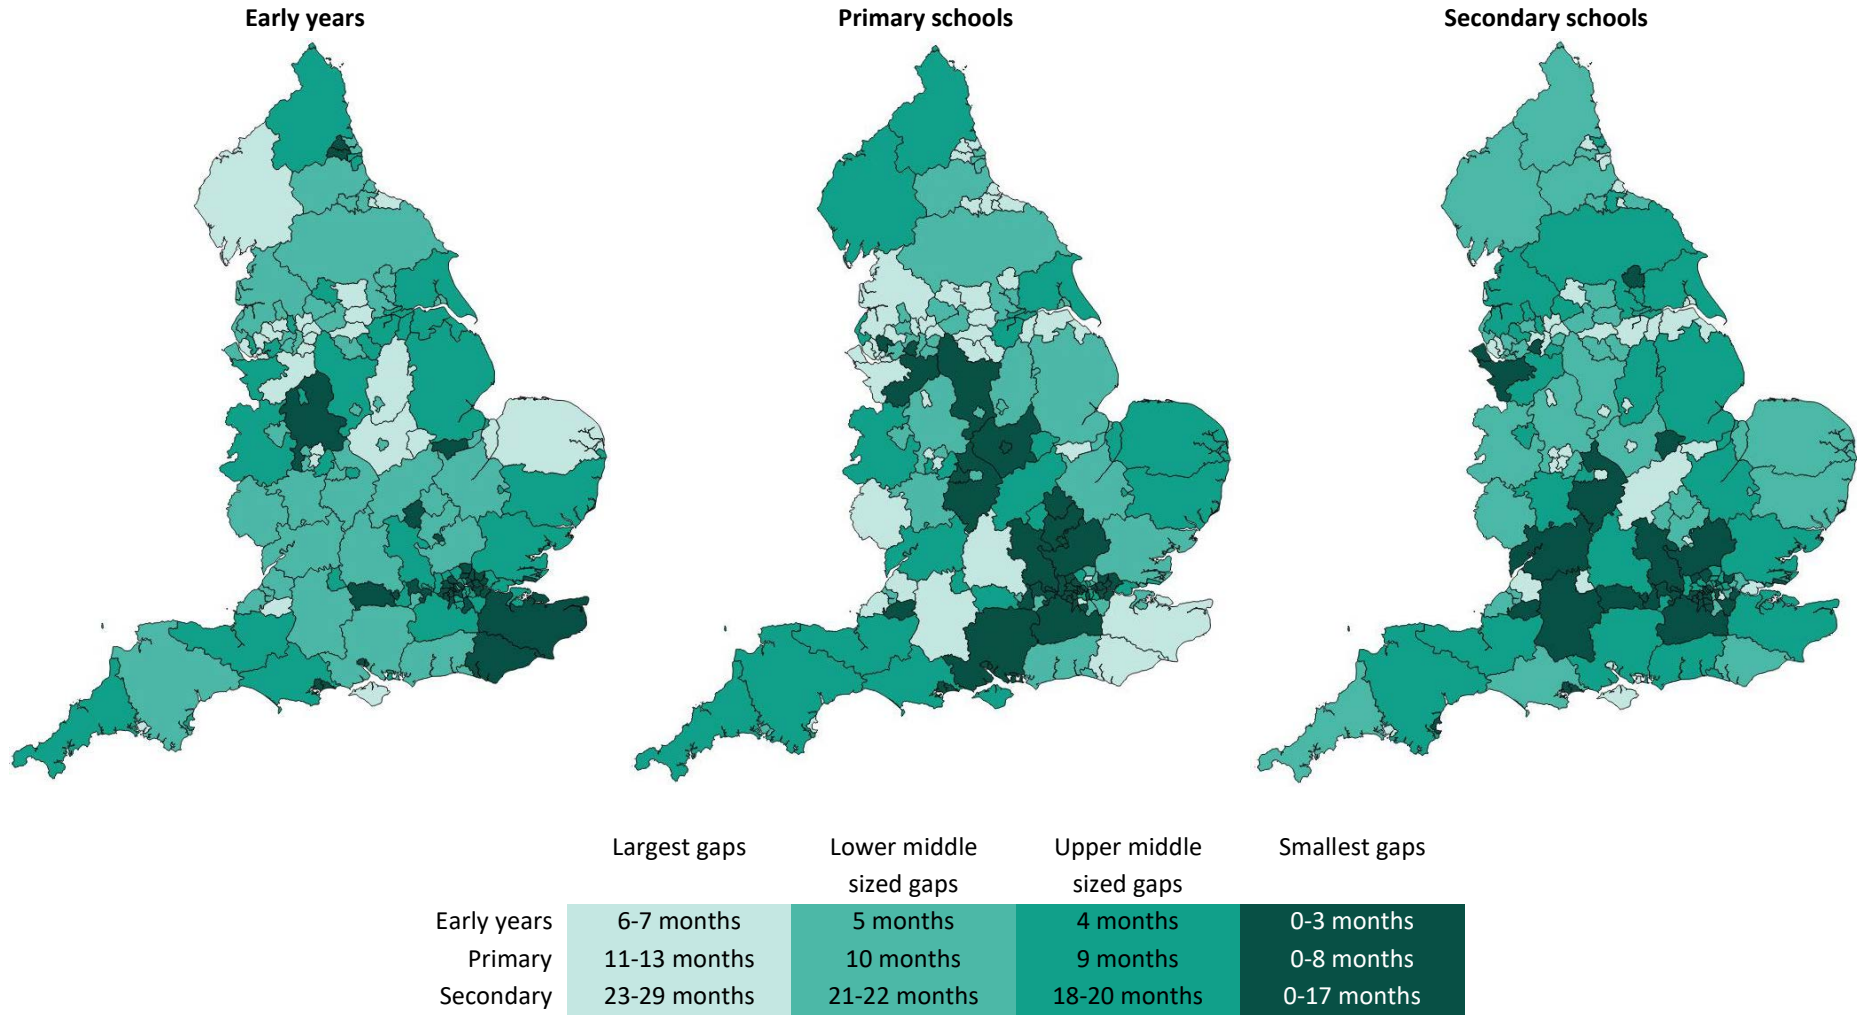 Early years Primary schools Secondary schools
Largest gaps Lower middle sized gaps Upper middle sized gaps Smallest gaps
Early years 6-7 months 5 months 4 months 0-3 months
Primary 11-13 months 10 months 9 months 0-8 months
Secondary 23-29 months 21-22 months 18-20 months 0-17 months